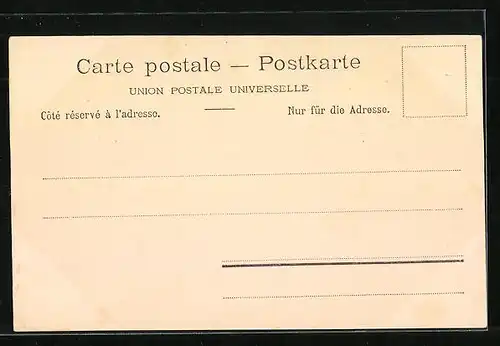 Carte postale — Postkarte
UNION POSTALE UNIVERSELLE
Côté réservé à l'adresse. Nur für die Adresse.